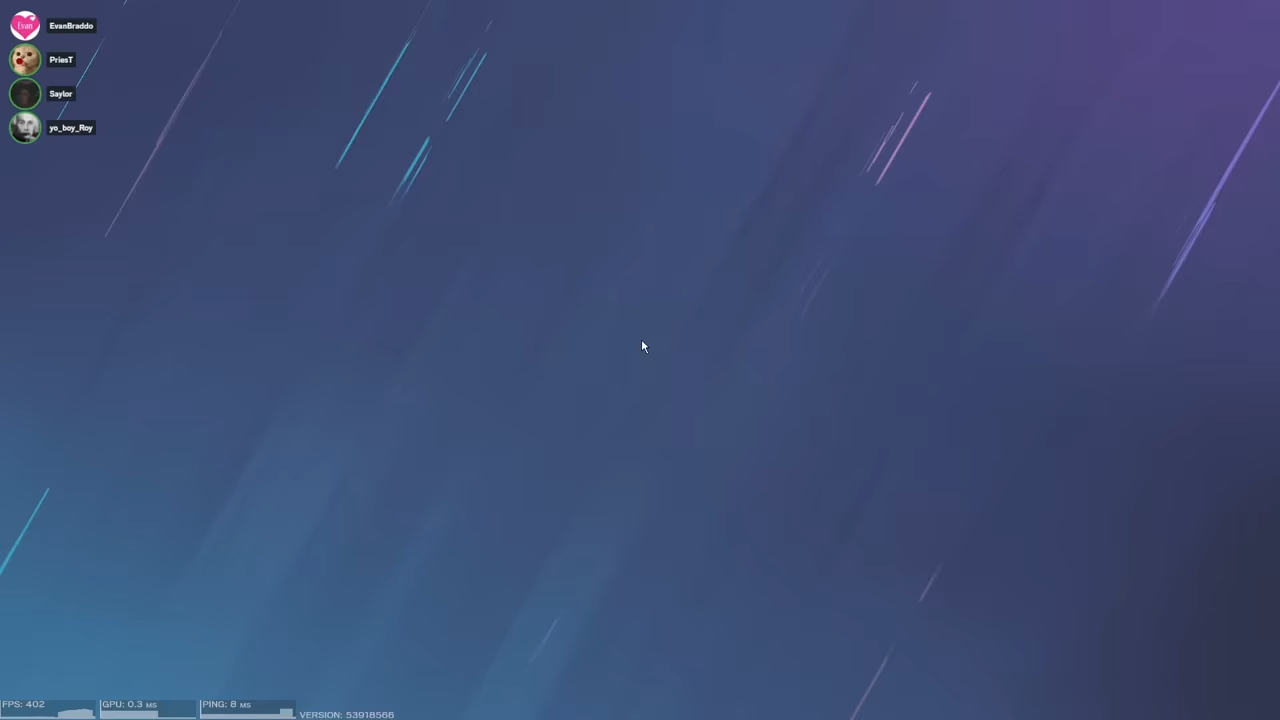 Evan
EvanBraddo
PriesT
Saylor
yo_boy_Roy
FPS: 402
GPU: 0.3 MS
PING: 8 MS
VERSION: 53918566